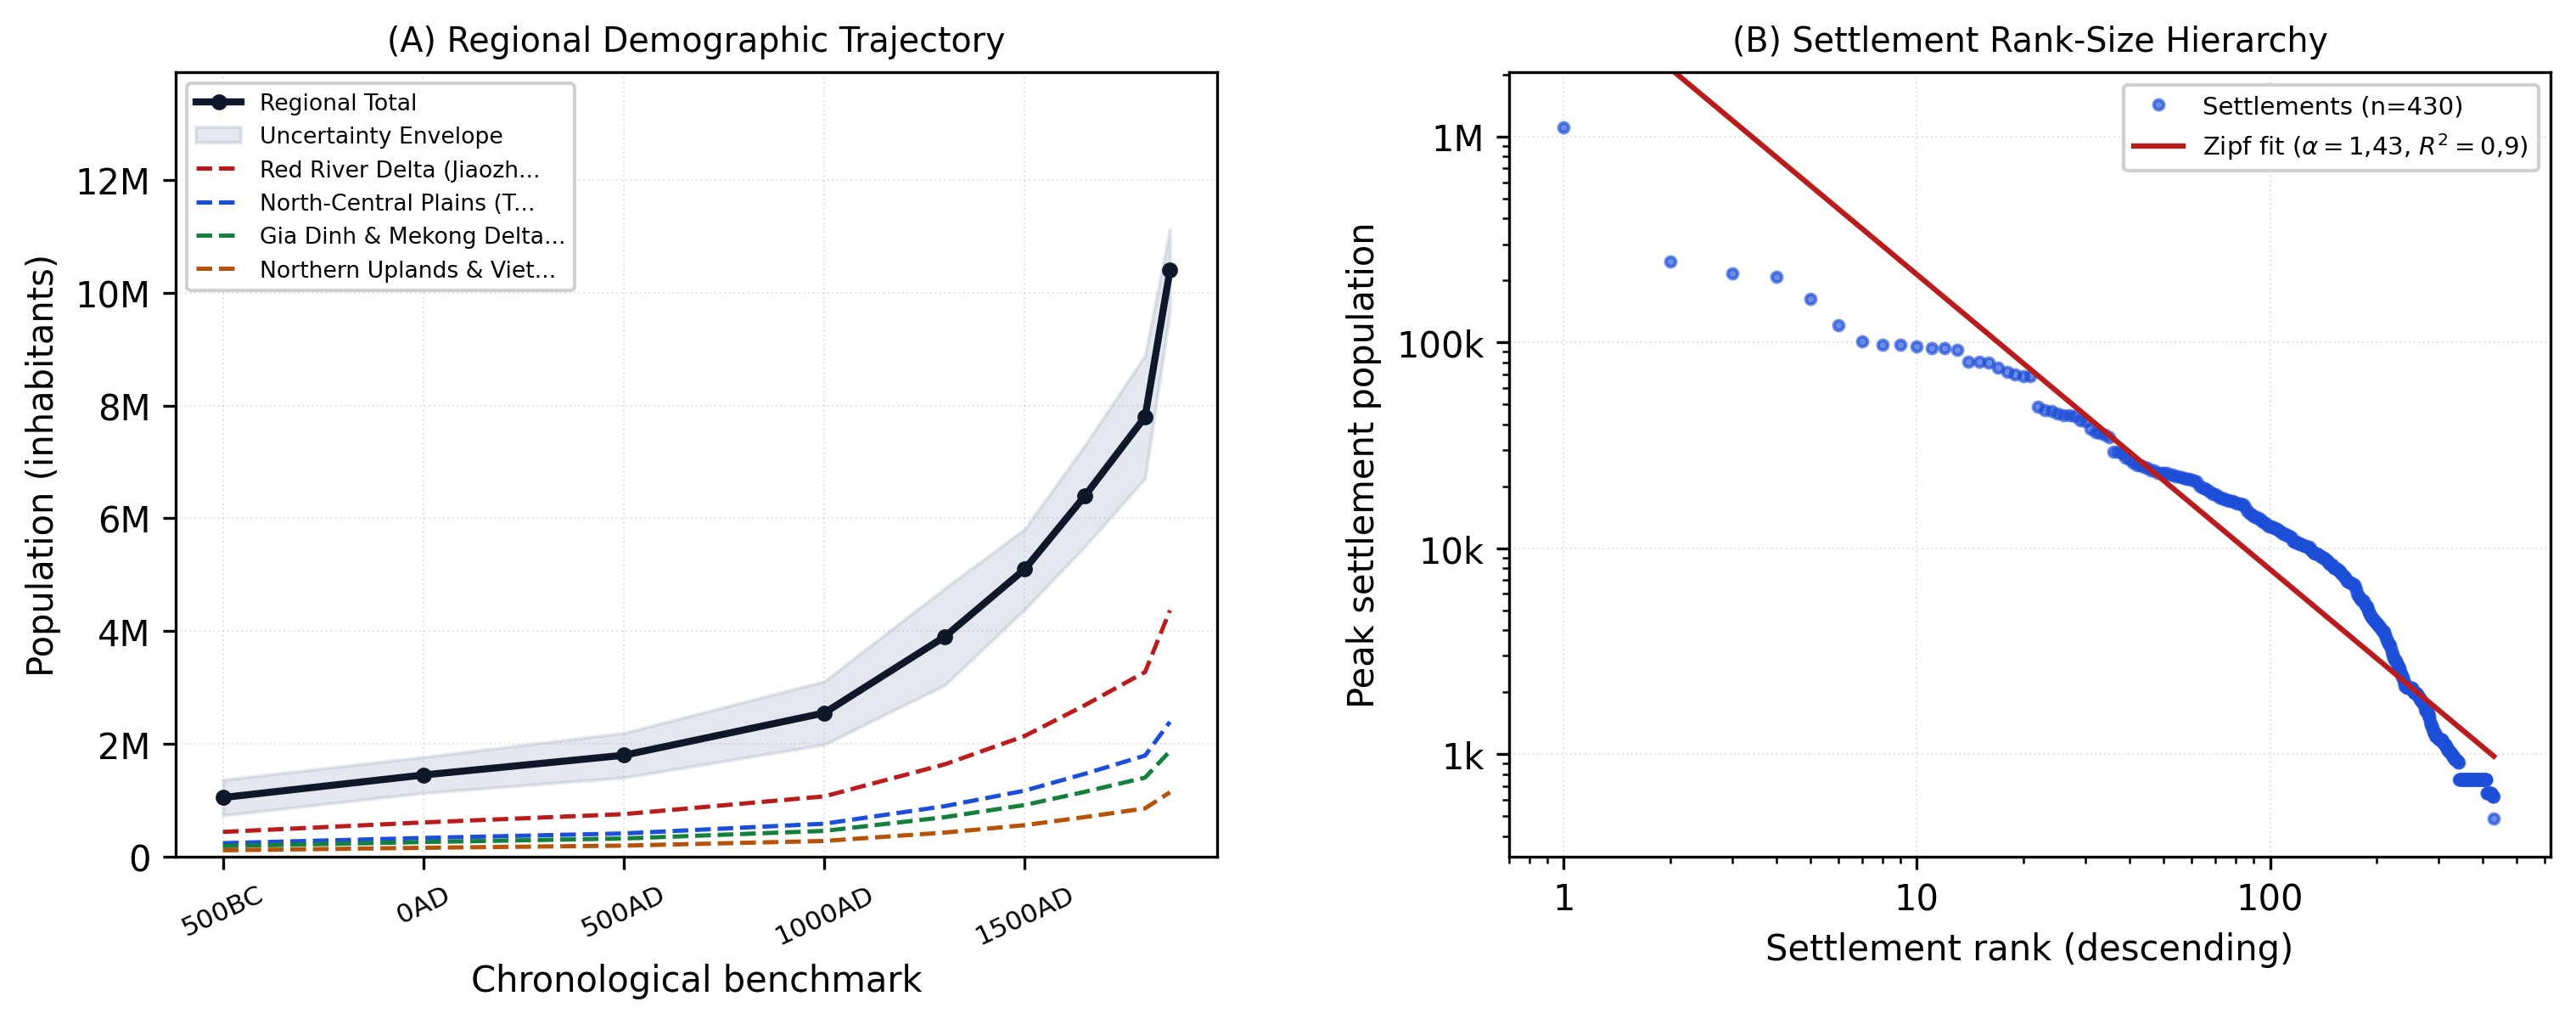 (A) Regional Demographic Trajectory
Regional Total
Uncertainty Envelope
Red River Delta (Jiaozh...
North-Central Plains (T...
Gia Dinh & Mekong Delta...
Northern Uplands & Viet...
Population (inhabitants)
12M
10M
8M
6M
4M
2M
0
500BC
0AD
500AD
1000AD
1500AD
Chronological benchmark
(B) Settlement Rank-Size Hierarchy
Settlements (n=430)
Zipf fit (α = 1,43, R² = 0,9)
Peak settlement population
1M
100k
10k
1k
1
10
100
Settlement rank (descending)